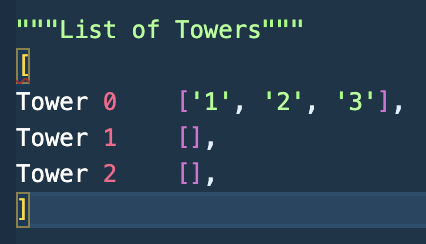 """List of Towers"""
[
Tower 0    ['1', '2', '3'],
Tower 1    [],
Tower 2    [],
]